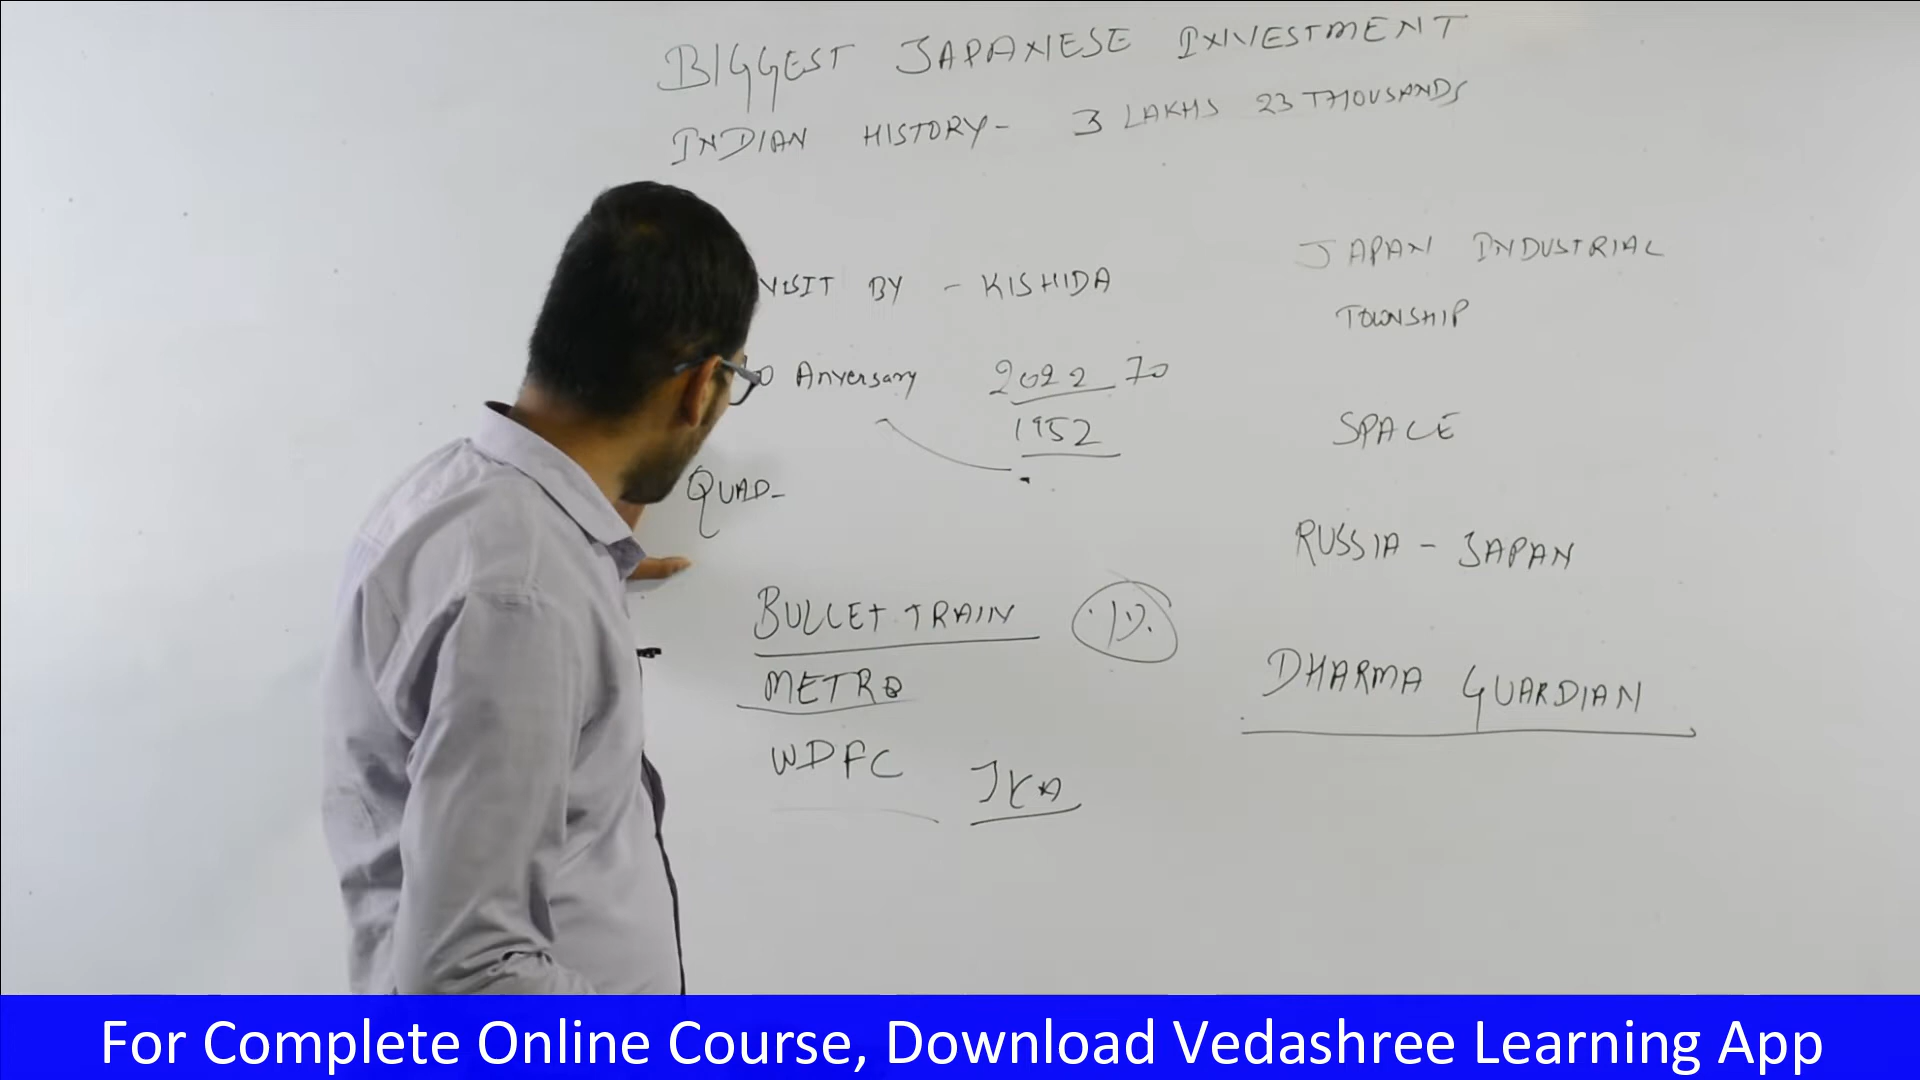 BIGGEST JAPANESE INVESTMENT
INDIAN HISTORY- 3 LAKHS 23 THOUSANDS
VISIT BY - KISHIDA
0 Anversary 2022 70
1952
QUAD-
BULLET TRAIN
METRO
WDFC
JAPAN INDUSTRIAL
TOWNSHIP
SPACE
RUSSIA - JAPAN
DHARMA GUARDIAN
For Complete Online Course, Download Vedashree Learning App